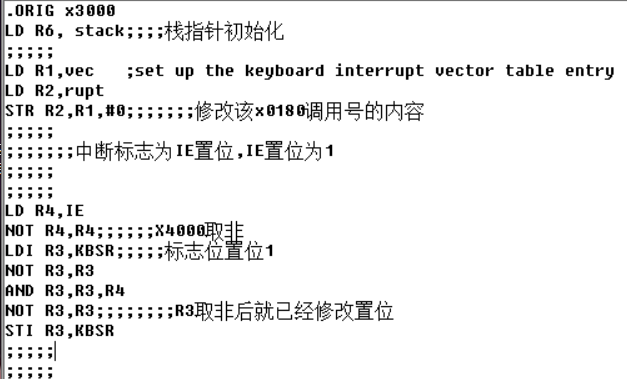 .ORIG x3000
LD R6, stack;;;;栈指针初始化
;;;;;
LD R1,vec   ;set up the keyboard interrupt vector table entry
LD R2,rupt
STR R2,R1,#0;;;;;;;修改该x0180调用号的内容
;;;;;
;;;;;;;中断标志为IE置位,IE置位为1
;;;;;
;;;;;
LD R4,IE
NOT R4,R4;;;;;;X4000取非
LDI R3,KBSR;;;;;标志位置位1
NOT R3,R3
AND R3,R3,R4
NOT R3,R3;;;;;;;;R3取非后就已经修改置位
STI R3,KBSR
;;;;;
;;;;;